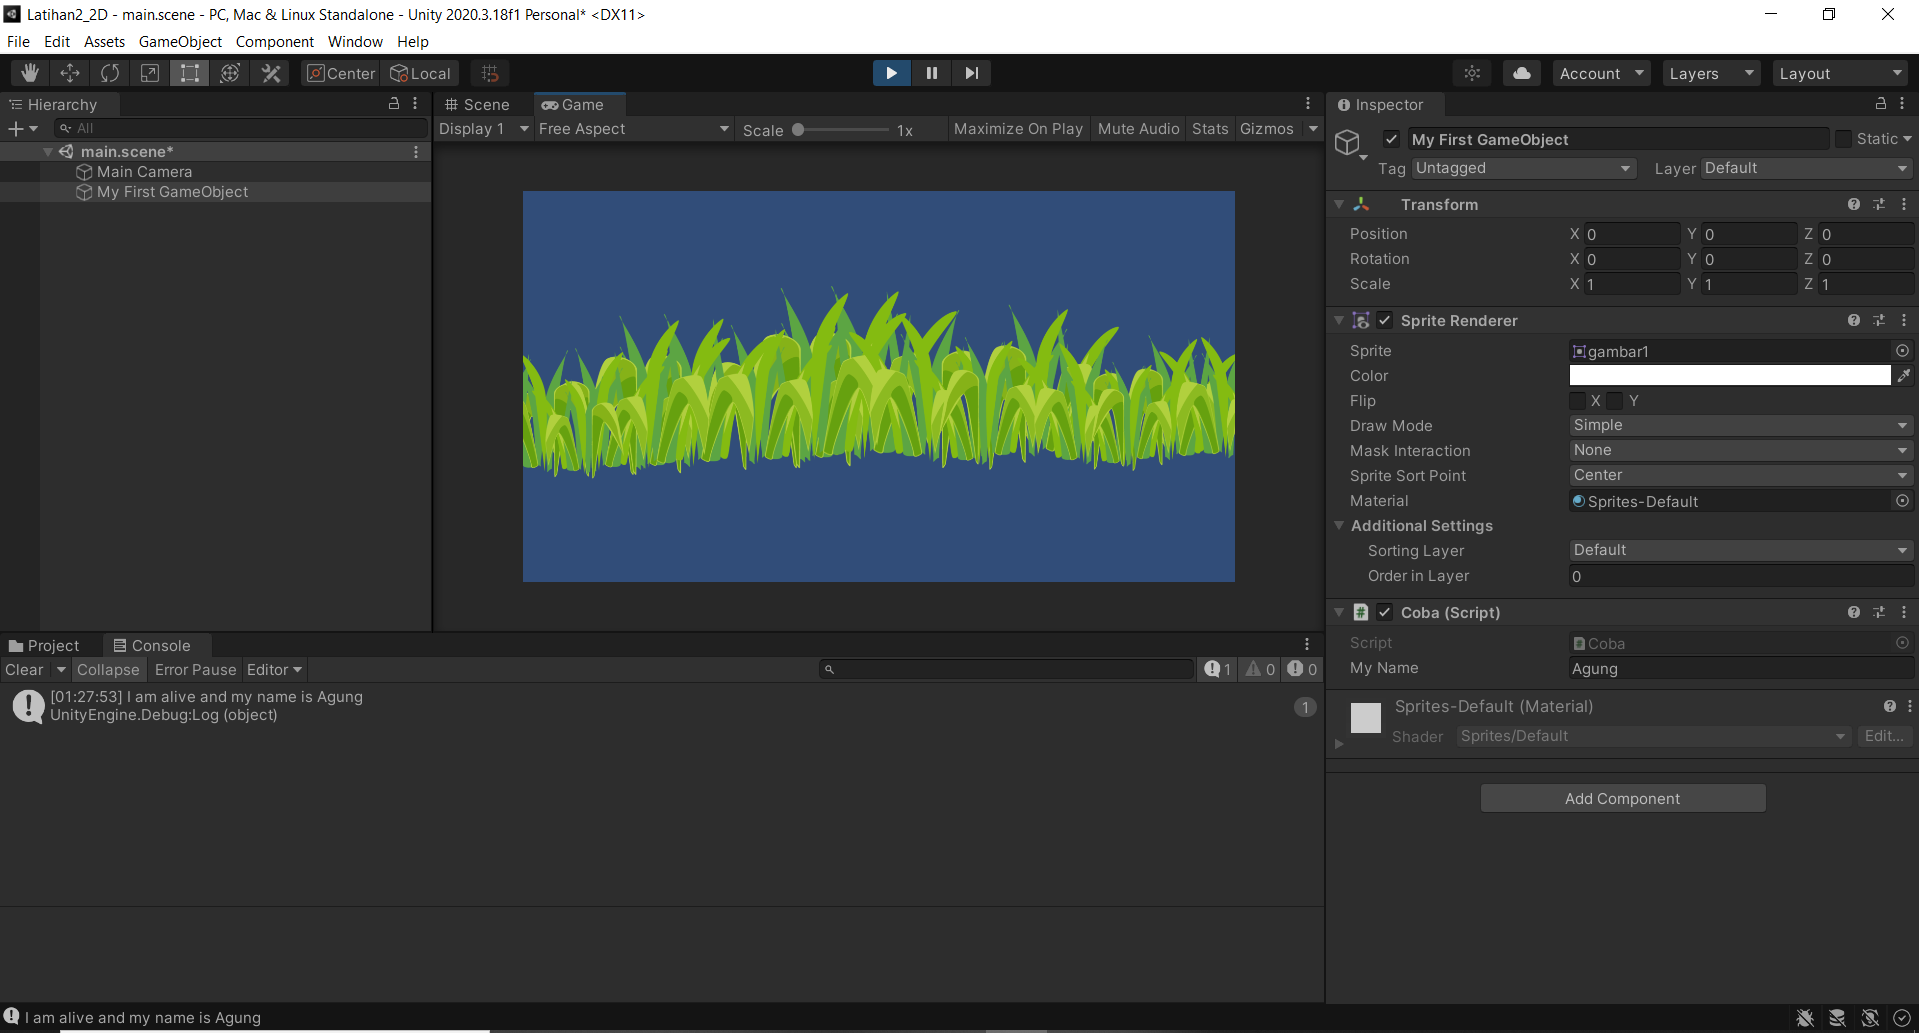 Latihan2_2D - main.scene - PC, Mac & Linux Standalone - Unity 2020.3.18f1 Personal* <DX11>
File Edit Assets GameObject Component Window Help
Center Local Account Layers Layout
Hierarchy
All
main.scene*
Main Camera
My First GameObject
Scene Game
Display 1 Free Aspect Scale 1x Maximize On Play Mute Audio Stats Gizmos
Inspector
My First GameObject Static
Tag Untagged Layer Default
Transform
Position X 0 Y 0 Z 0
Rotation X 0 Y 0 Z 0
Scale X 1 Y 1 Z 1
Sprite Renderer
Sprite gambar1
Color
Flip X Y
Draw Mode Simple
Mask Interaction None
Sprite Sort Point Center
Material Sprites-Default
Additional Settings
Sorting Layer Default
Order in Layer 0
# Coba (Script)
Script Coba
My Name Agung
Sprites-Default (Material)
Shader Sprites/Default Edit...
Add Component
Project Console
Clear Collapse Error Pause Editor 1 0 0
[01:27:53] I am alive and my name is Agung
UnityEngine.Debug:Log (object)
1
I am alive and my name is Agung